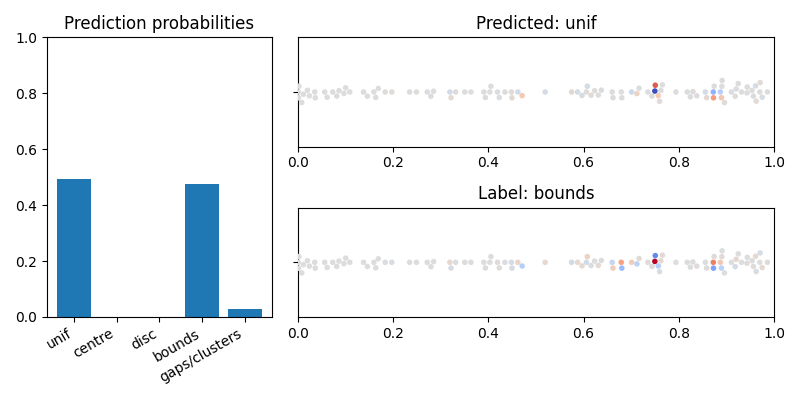 Prediction probabilities
1.0
0.8
0.6
0.4
0.2
0.0
unif
centre
disc
bounds
gaps/clusters
Predicted: unif
0.0 0.2 0.4 0.6 0.8 1.0
Label: bounds
0.0 0.2 0.4 0.6 0.8 1.0